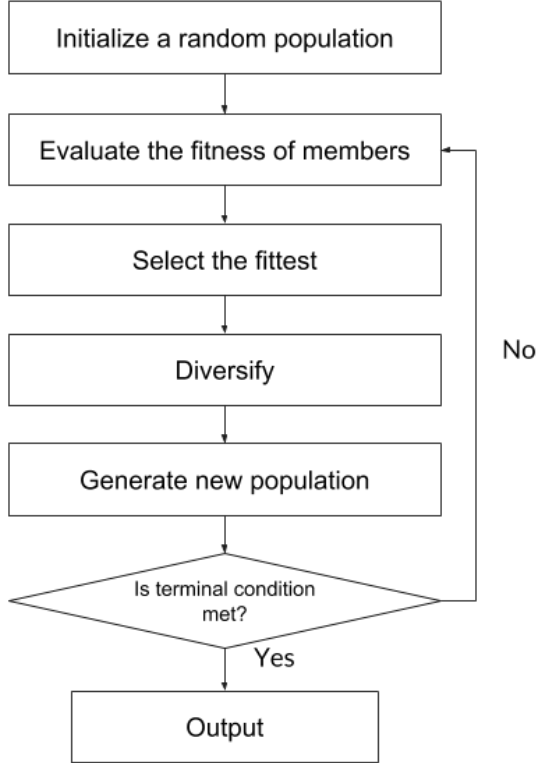 Initialize a random population
Evaluate the fitness of members
Select the fittest
No
Diversify
Generate new population
Is terminal condition
met?
Yes
Output